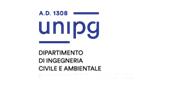 A.D. 1308
unipg
DIPARTIMENTO
DI INGEGNERIA
CIVILE E AMBIENTALE